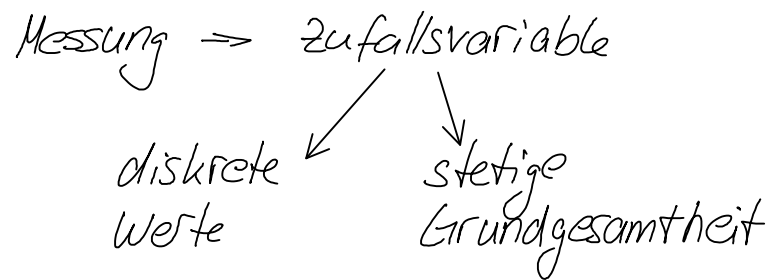 Messung => Zufallsvariable
diskrete stetige
Werte Grundgesamtheit